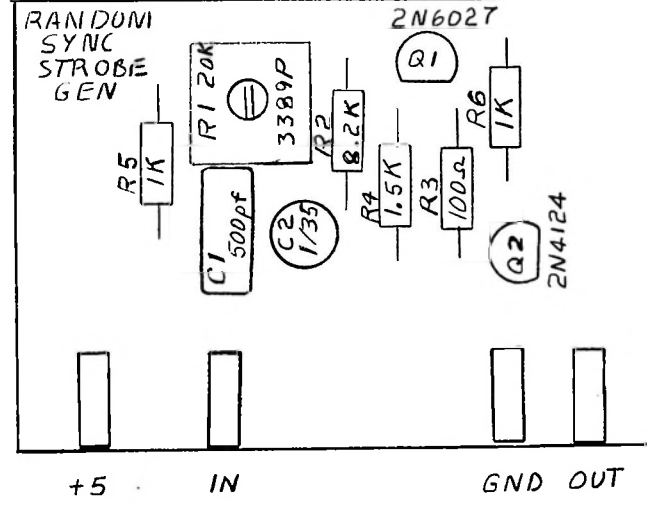 RANDOM
SYNC
STROBE
GEN
2N6027
Q1
R1 20K
3389P
R2
8.2K
R6
1K
R5
1K
R4
1.5K
R3
100Ω
C1
500pf
C2
1/35
Q2
2N4124
+5
IN
GND
OUT